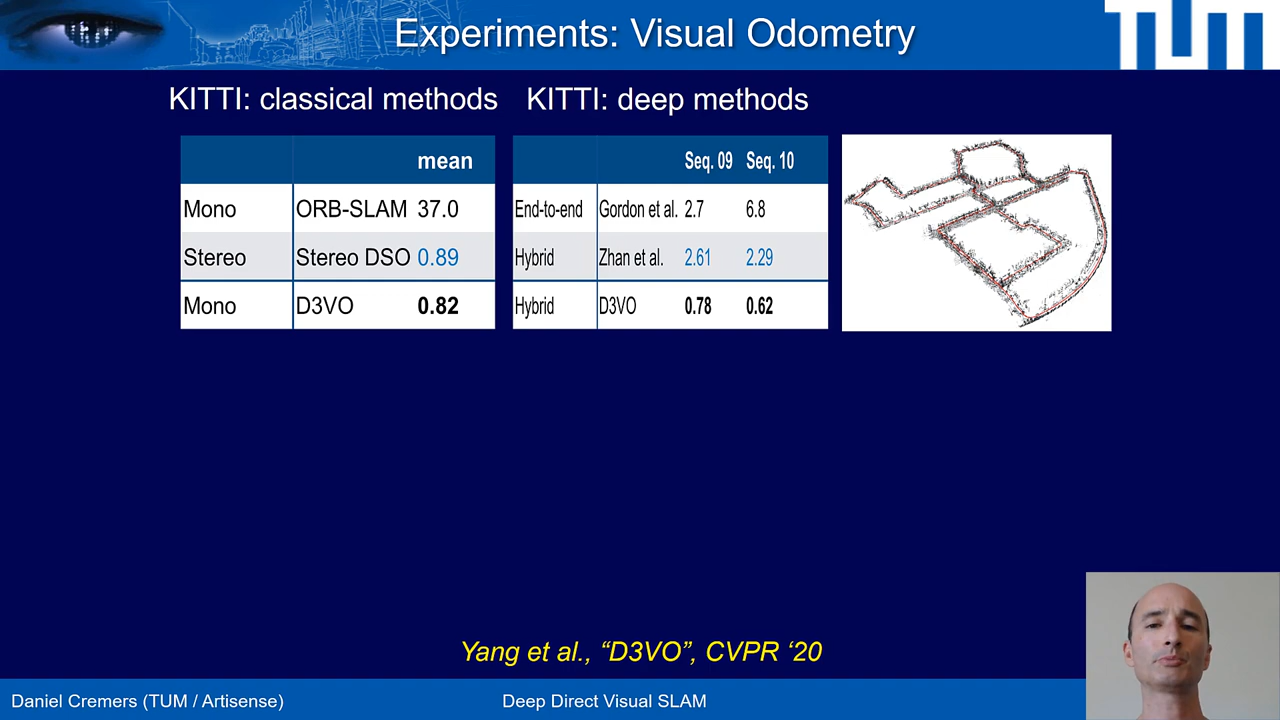 Experiments: Visual Odometry
TUM
KITTI: classical methods
KITTI: deep methods
mean
Mono ORB-SLAM 37.0
Stereo Stereo DSO 0.89
Mono D3VO 0.82
Seq. 09 Seq. 10
End-to-end Gordon et al. 2.7 6.8
Hybrid Zhan et al. 2.61 2.29
Hybrid D3VO 0.78 0.62
Yang et al., “D3VO”, CVPR ‘20
Daniel Cremers (TUM / Artisense)
Deep Direct Visual SLAM